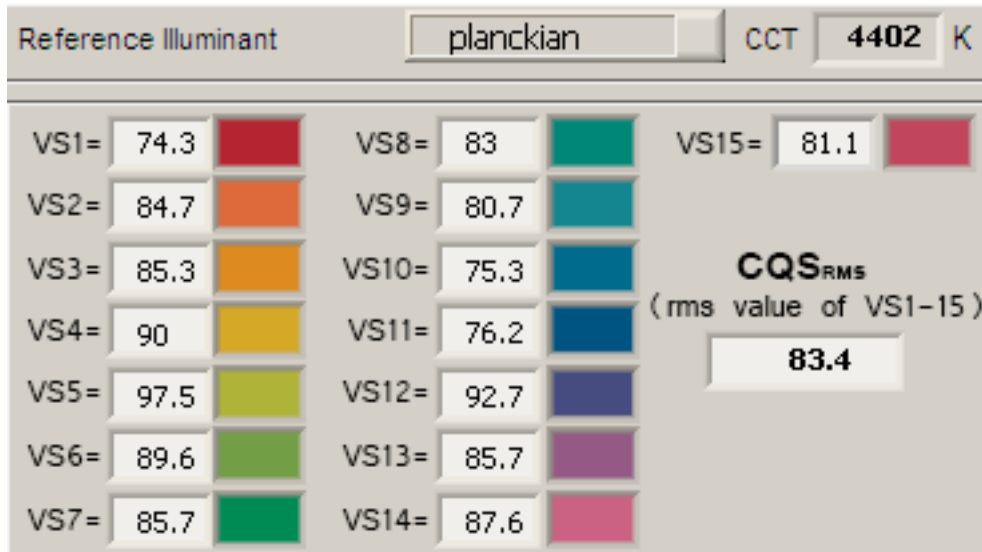 Reference Illuminant planckian CCT 4402 K
VS1= 74.3 VS8= 83 VS15= 81.1
VS2= 84.7 VS9= 80.7
VS3= 85.3 VS10= 75.3 CQSRMS
VS4= 90 VS11= 76.2 (rms value of VS1-15)
VS5= 97.5 VS12= 92.7 83.4
VS6= 89.6 VS13= 85.7
VS7= 85.7 VS14= 87.6